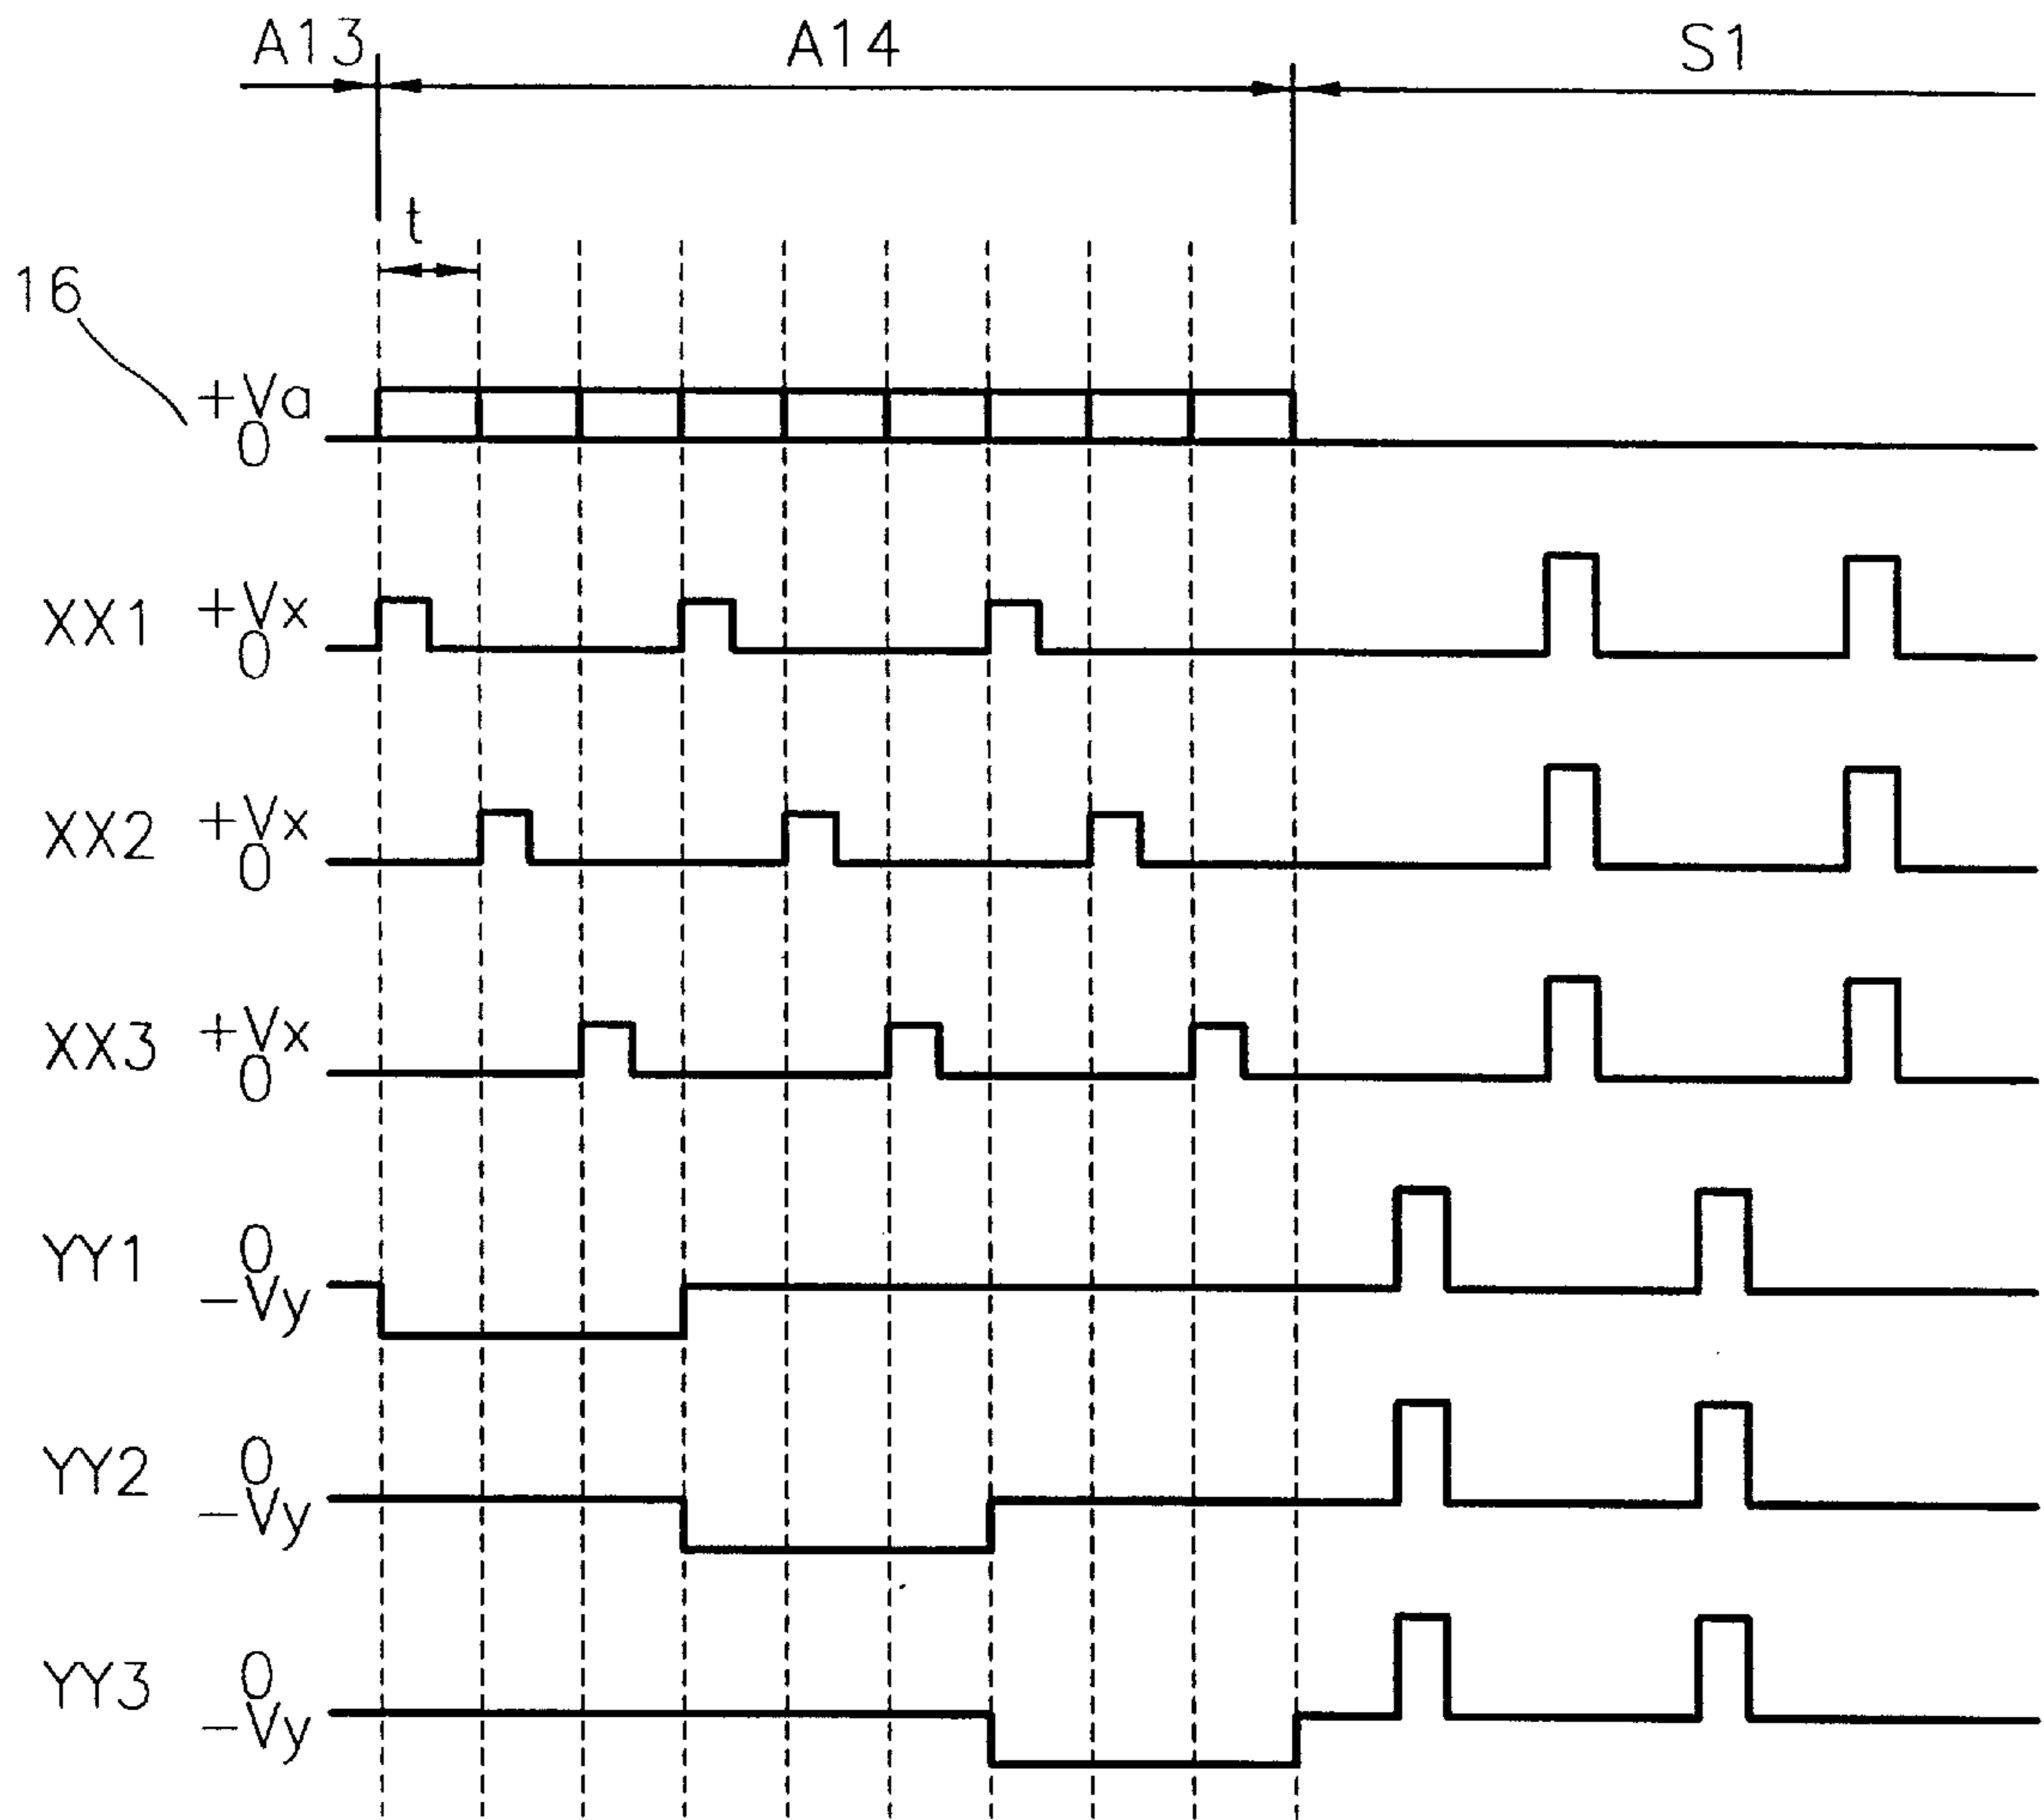 A13 A14 S1
t
16
+Va
0
XX1 +Vx
0
XX2 +Vx
0
XX3 +Vx
0
YY1 0
-Vy
YY2 0
-Vy
YY3 0
-Vy